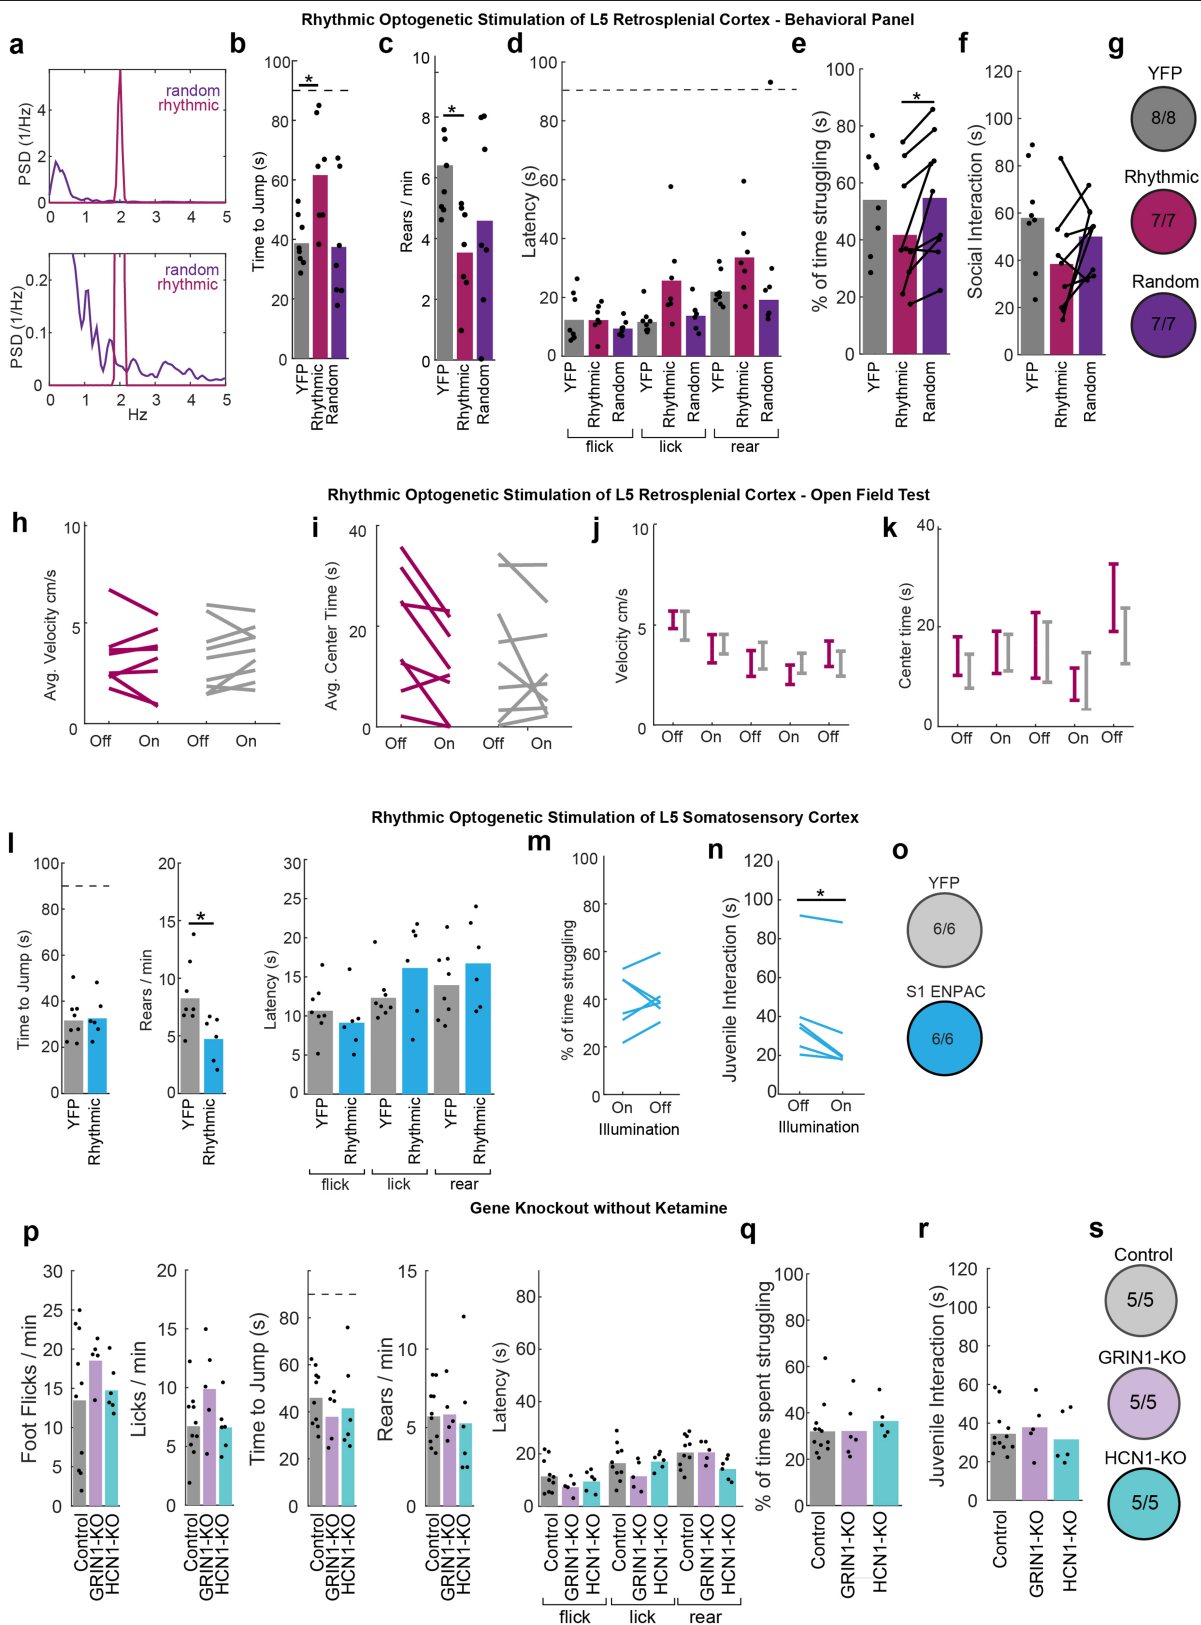 Rhythmic Optogenetic Stimulation of L5 Retrosplenial Cortex - Behavioral Panel
a
b
c
d
e
f
g
PSD (1/Hz)
4
2
0
random
rhythmic
0 1 2 3 4 5
PSD (1/Hz)
0.2
0.1
0
random
rhythmic
0 1 2 3 4 5
Hz
Time to Jump (s)
100
80
60
40
20
0
*
YFP
Rhythmic
Random
Rears / min
10
8
6
4
2
0
*
YFP
Rhythmic
Random
Latency (s)
100
80
60
40
20
0
YFP
Rhythmic
Random
YFP
Rhythmic
Random
YFP
Rhythmic
Random
flick lick rear
% of time struggling (s)
100
80
60
40
20
0
*
YFP
Rhythmic
Random
Social Interaction (s)
120
100
80
60
40
20
0
YFP
Rhythmic
Random
YFP
8/8
Rhythmic
7/7
Random
7/7
Rhythmic Optogenetic Stimulation of L5 Retrosplenial Cortex - Open Field Test
h
i
j
k
Avg. Velocity cm/s
10
5
0
Off On Off On
Avg. Center Time (s)
40
20
0
Off On Off On
Velocity cm/s
10
5
0
Off On Off On Off
Center time (s)
40
20
0
Off On Off On Off
Rhythmic Optogenetic Stimulation of L5 Somatosensory Cortex
l
m
n
o
Time to Jump (s)
100
80
60
40
20
0
YFP
Rhythmic
Rears / min
20
15
10
5
0
*
YFP
Rhythmic
Latency (s)
30
25
20
15
10
5
0
YFP
Rhythmic
YFP
Rhythmic
YFP
Rhythmic
flick lick rear
% of time struggling
100
80
60
40
20
0
On Off
Illumination
Juvenile Interaction (s)
120
100
80
60
40
20
0
*
Off On
Illumination
YFP
6/6
S1 ENPAC
6/6
Gene Knockout without Ketamine
p
q
r
s
Foot Flicks / min
30
25
20
15
10
5
0
Control
GRIN1-KO
HCN1-KO
Licks / min
20
15
10
5
0
Control
GRIN1-KO
HCN1-KO
Time to Jump (s)
80
60
40
20
0
Control
GRIN1-KO
HCN1-KO
Rears / min
15
10
5
0
Control
GRIN1-KO
HCN1-KO
Latency (s)
80
60
40
20
0
Control
GRIN1-KO
HCN1-KO
Control
GRIN1-KO
HCN1-KO
Control
GRIN1-KO
HCN1-KO
flick lick rear
% of time spent struggling
100
80
60
40
20
0
Control
GRIN1-KO
HCN1-KO
Juvenile Interaction (s)
120
100
80
60
40
20
0
Control
GRIN1-KO
HCN1-KO
Control
5/5
GRIN1-KO
5/5
HCN1-KO
5/5